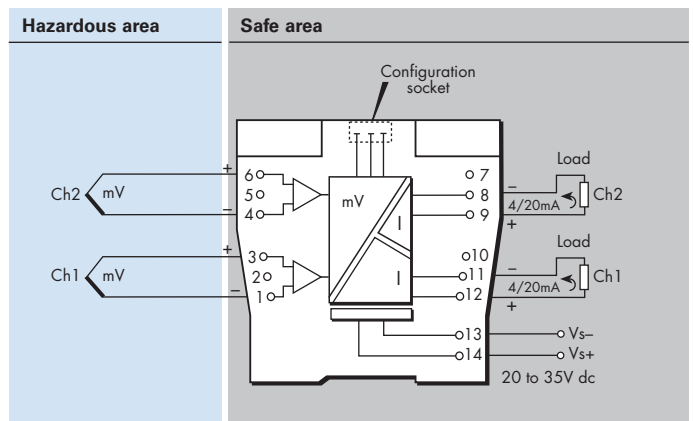 Hazardous area
Safe area
Configuration
socket
Ch2
mV
+
–
6
5
4
Ch1
mV
+
–
3
2
1
mV
I
I
7
8
9
10
11
12
13
14
Load
–
4/20mA
+
Ch2
Load
–
4/20mA
+
Ch1
Vs–
Vs+
20 to 35V dc